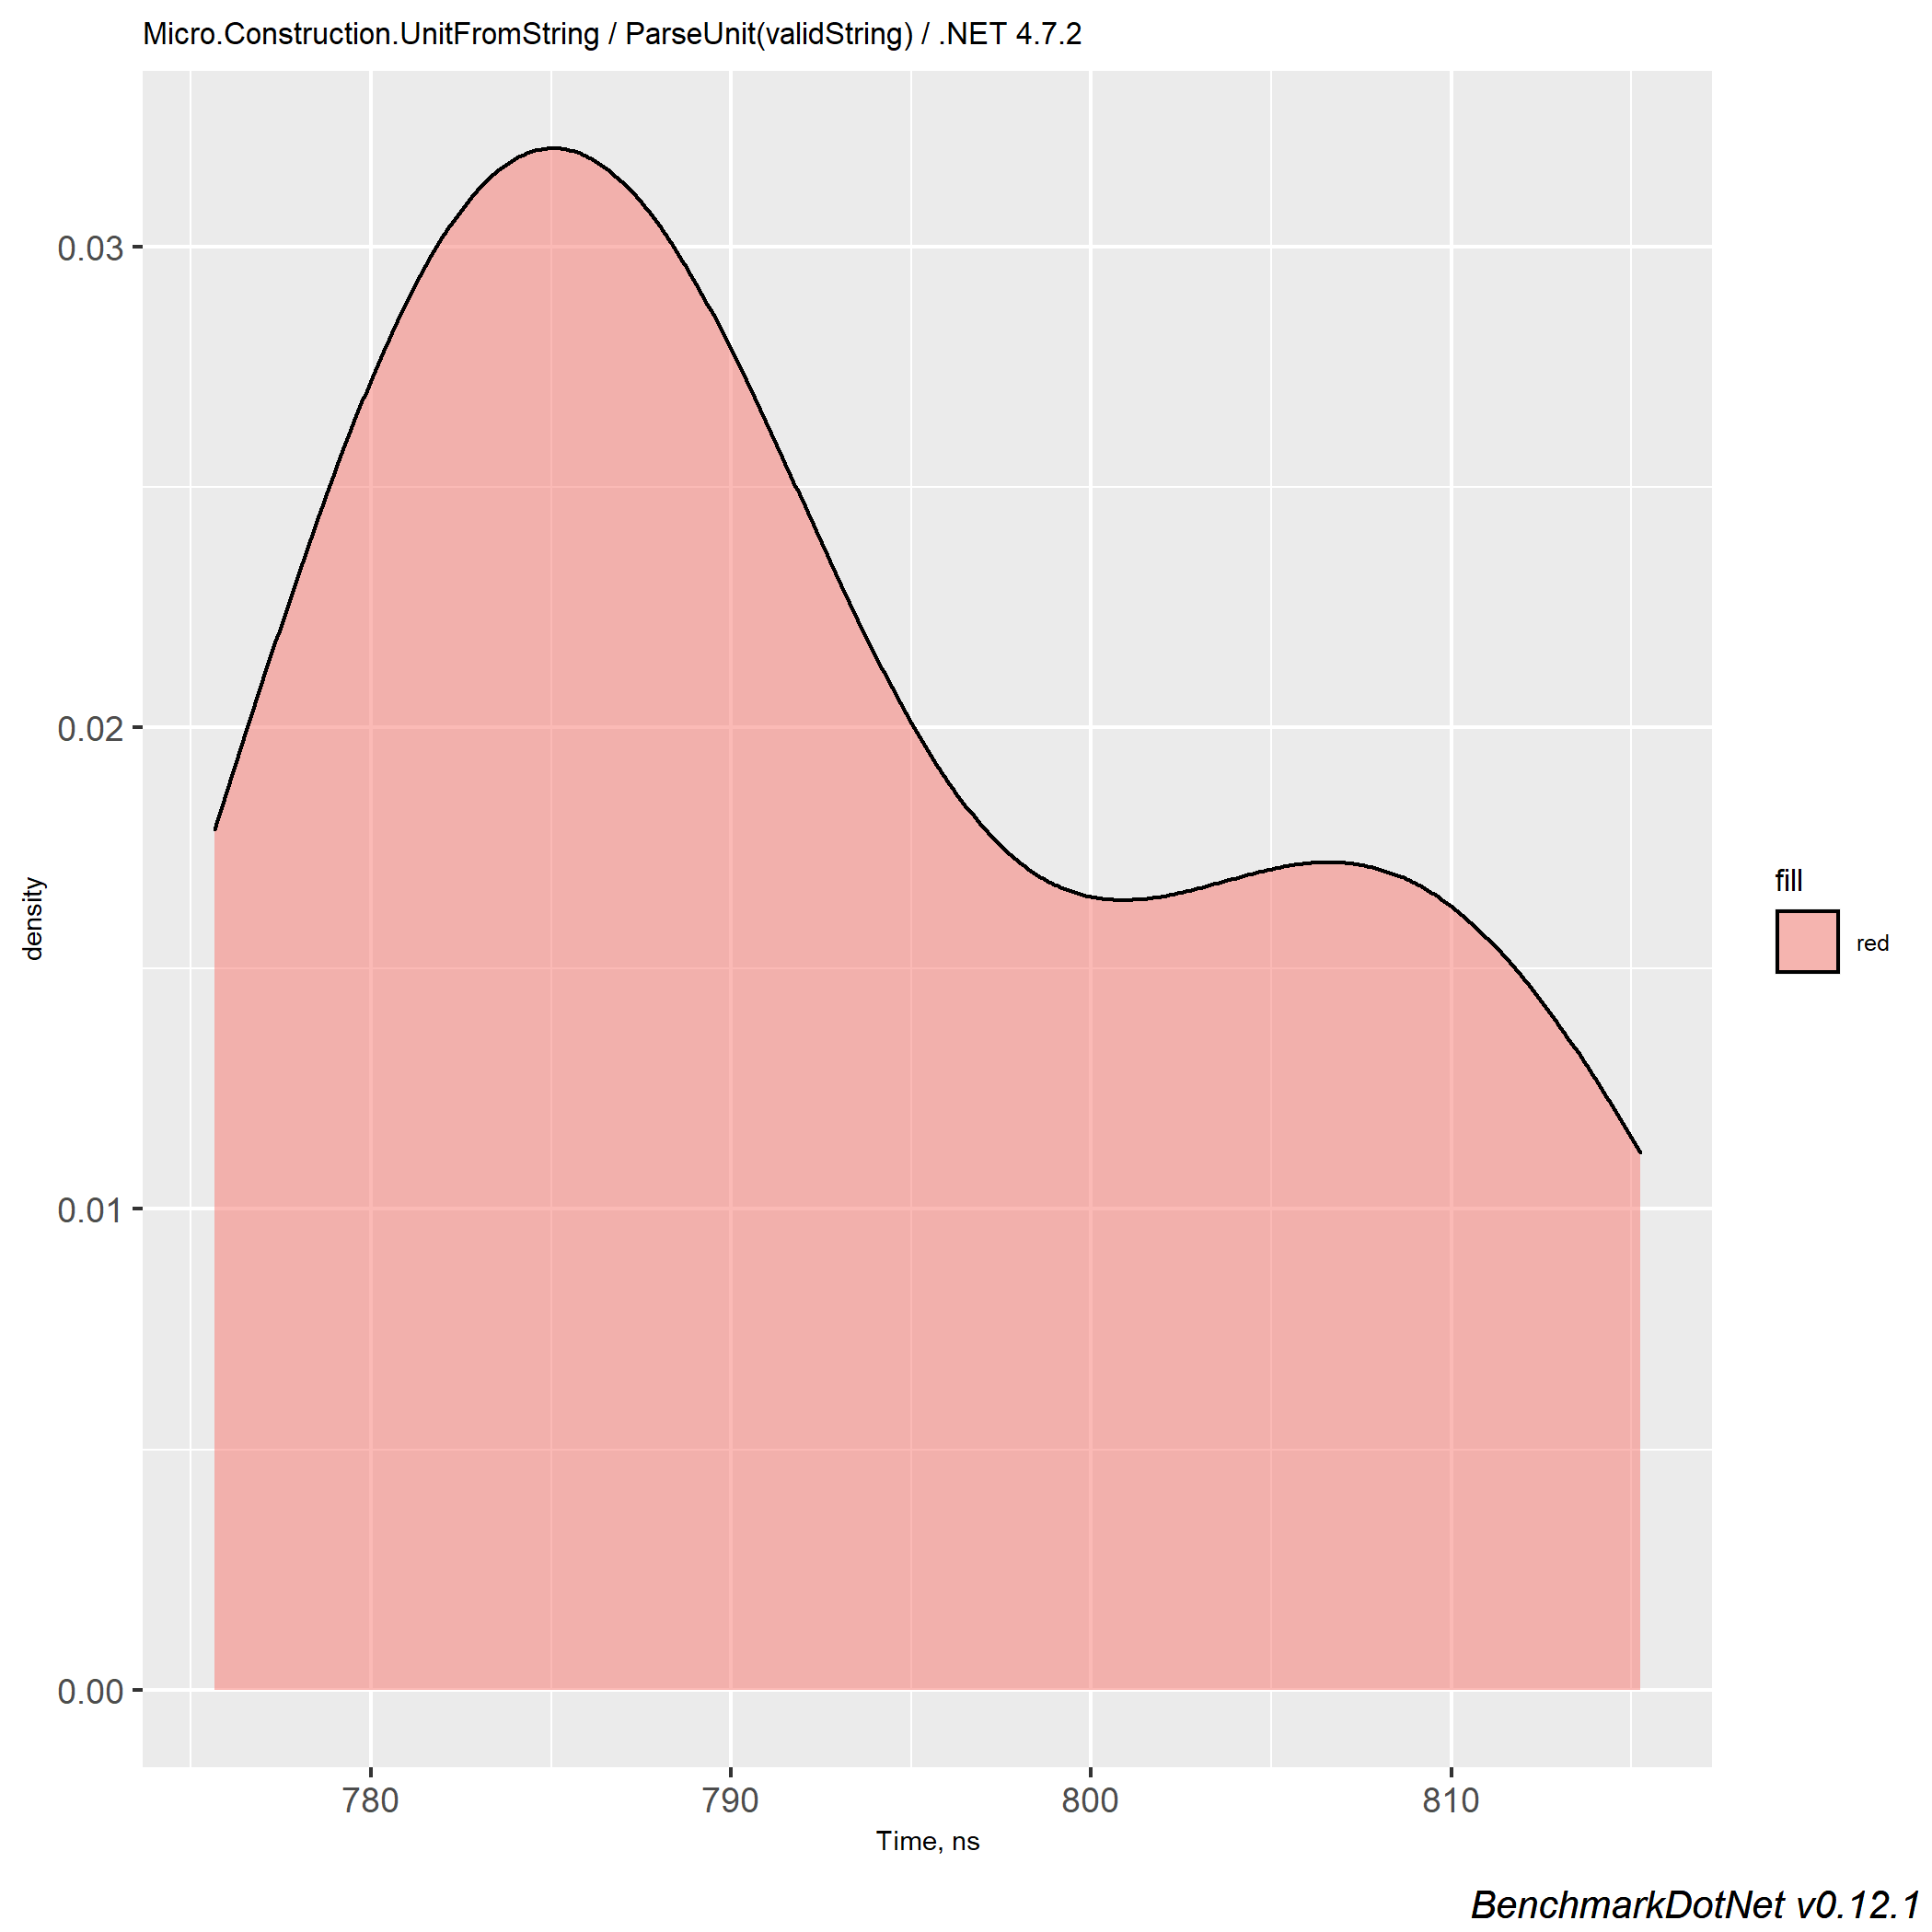 Micro.Construction.UnitFromString / ParseUnit(validString) / .NET 4.7.2
0.03
0.02
0.01
0.00
density
780 790 800 810
Time, ns
fill
red
BenchmarkDotNet v0.12.1